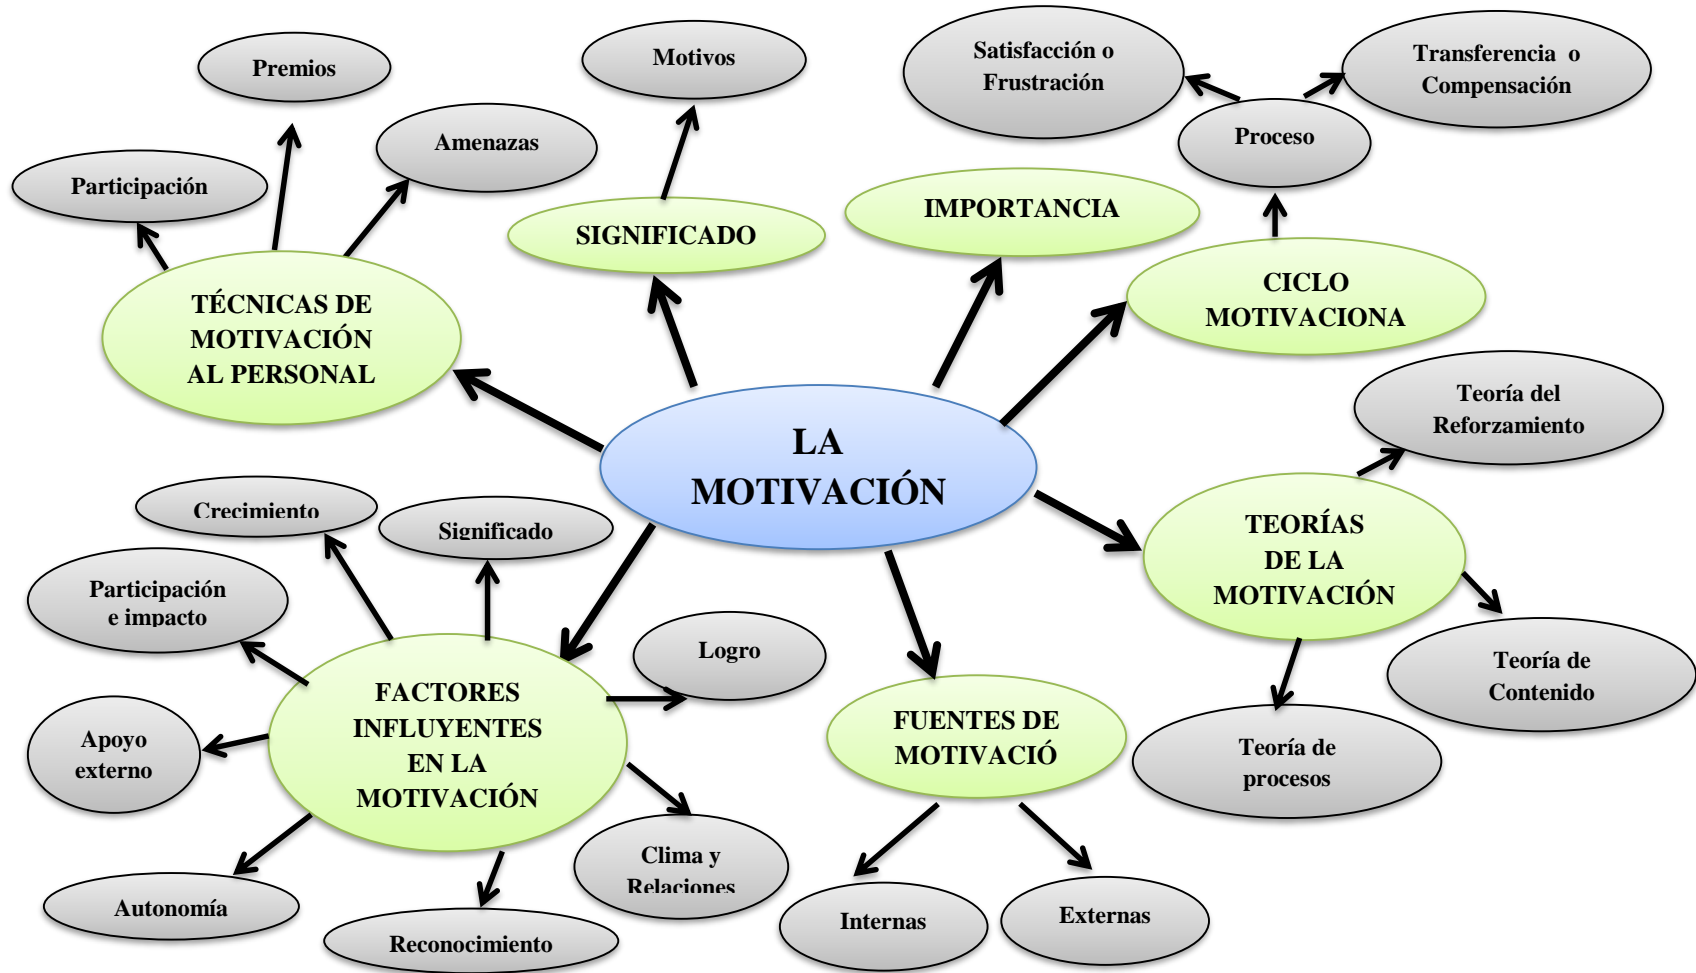 Premios
Motivos
Satisfacción o
Frustración
Transferencia o
Compensación
Proceso
Amenazas
Participación
SIGNIFICADO
IMPORTANCIA
CICLO
MOTIVACIONA
TÉCNICAS DE
MOTIVACIÓN
AL PERSONAL
LA
MOTIVACIÓN
Teoría del
Reforzamiento
Crecimiento
Significado
TEORÍAS
DE LA
MOTIVACIÓN
Participación
e impacto
Logro
Teoría de
Contenido
FACTORES
INFLUYENTES
EN LA
MOTIVACIÓN
FUENTES DE
MOTIVACIÓ
Apoyo
externo
Teoría de
procesos
Clima y
Relaciones
Autonomía
Reconocimiento
Internas
Externas